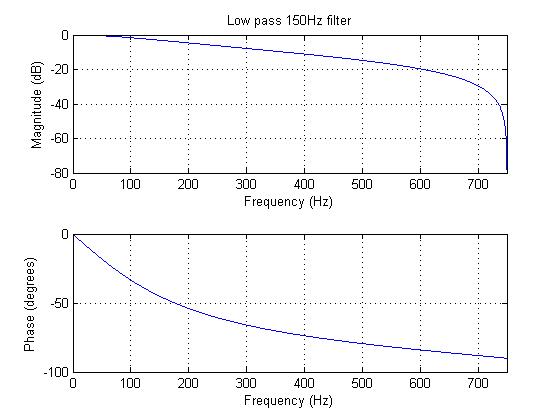 Low pass 150Hz filter
0
-20
-40
-60
-80
Magnitude (dB)
0 100 200 300 400 500 600 700
Frequency (Hz)
0
-50
-100
Phase (degrees)
0 100 200 300 400 500 600 700
Frequency (Hz)